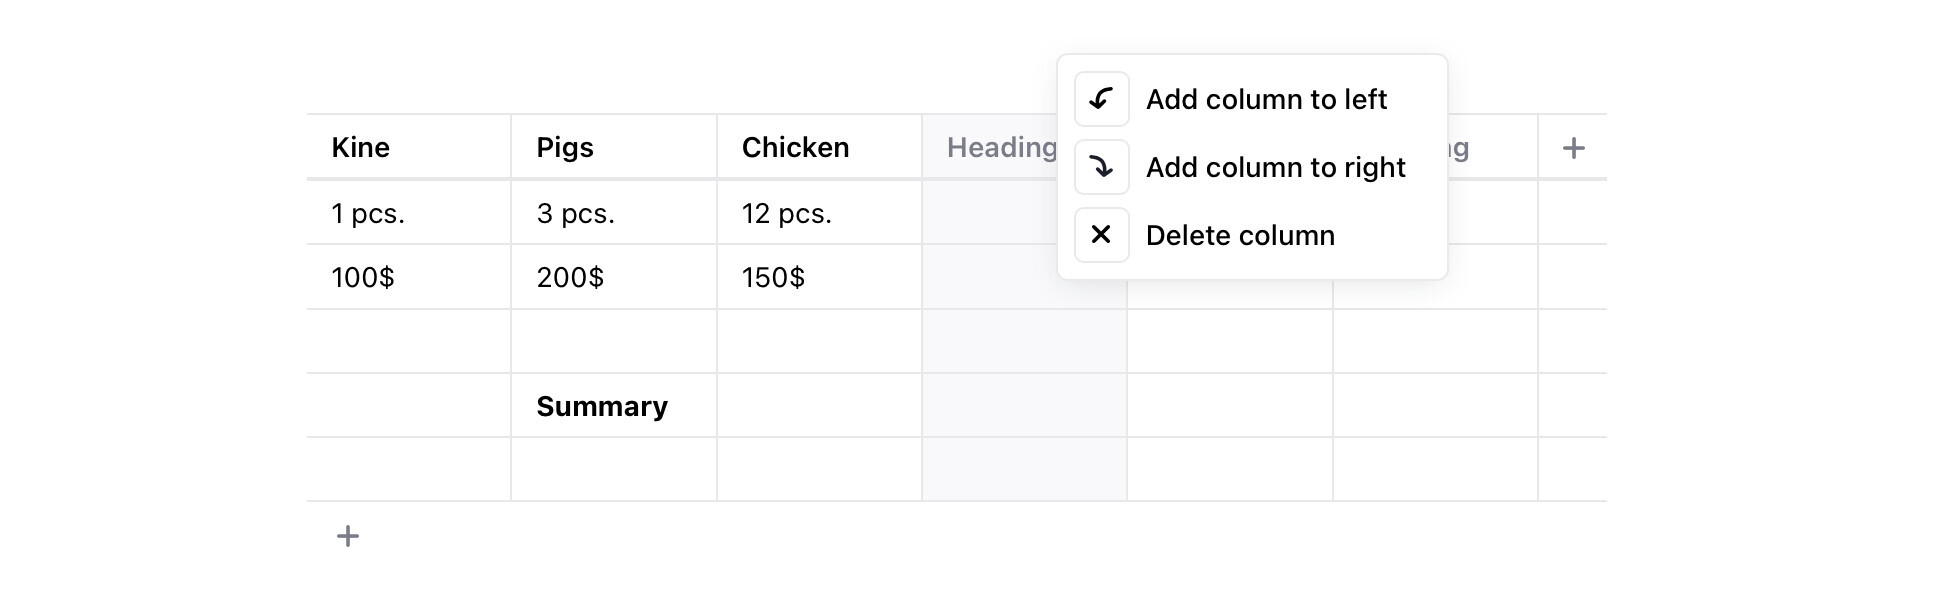 Add column to left
Kine Pigs Chicken Heading
Add column to right
1 pcs. 3 pcs. 12 pcs.
Delete column
100$ 200$ 150$
Summary